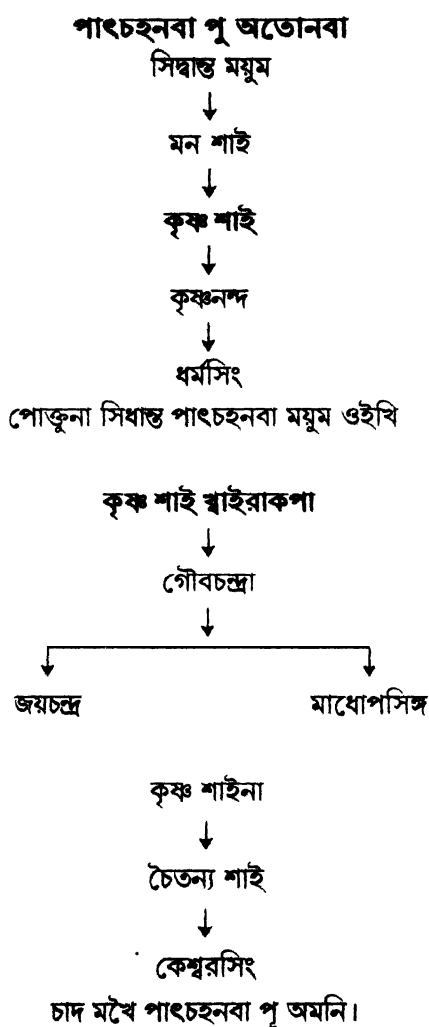 পাৎচহনবা পু অতোনবা
সিদ্বান্ত ময়ুম
মন শাই
কৃষ্ণ শাই
কৃষ্ণনন্দ
ধর্মসিং
পোক্তুনা সিধান্ত পাৎচহনবা ময়ুম ওইখি
কৃষ্ণ শাই খ্বাইরাকপা
গৌবচন্দ্রা
জয়চন্দ্র মাধোপসিঙ্গ
কৃষ্ণ শাইনা
চৈতন্য শাই
কেশ্বরসিং
চাদ মখৈ পাৎচহনবা পু অমনি।